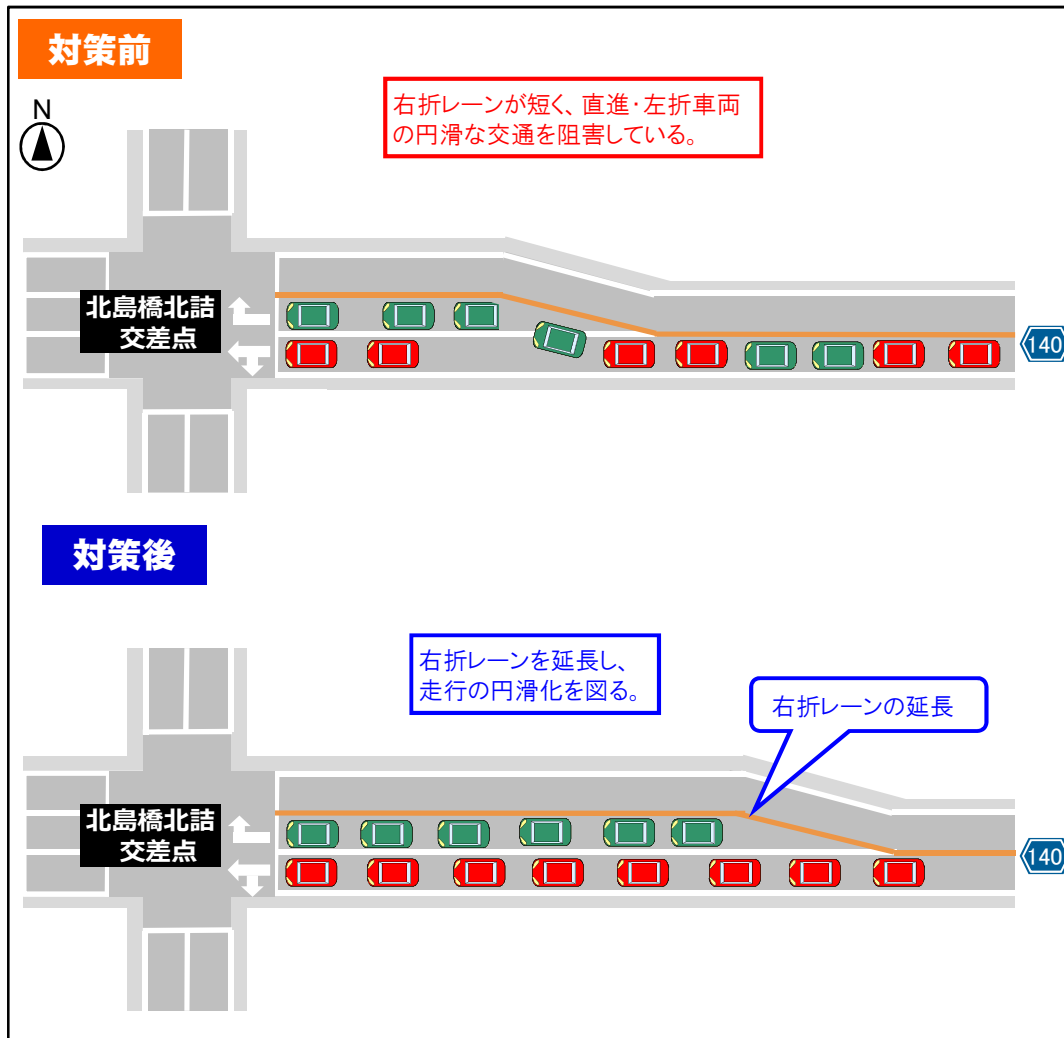 対策前
N
右折レーンが短く、直進・左折車両
の円滑な交通を阻害している。
北島橋北詰
交差点
140
対策後
右折レーンを延長し、
走行の円滑化を図る。
右折レーンの延長
北島橋北詰
交差点
140